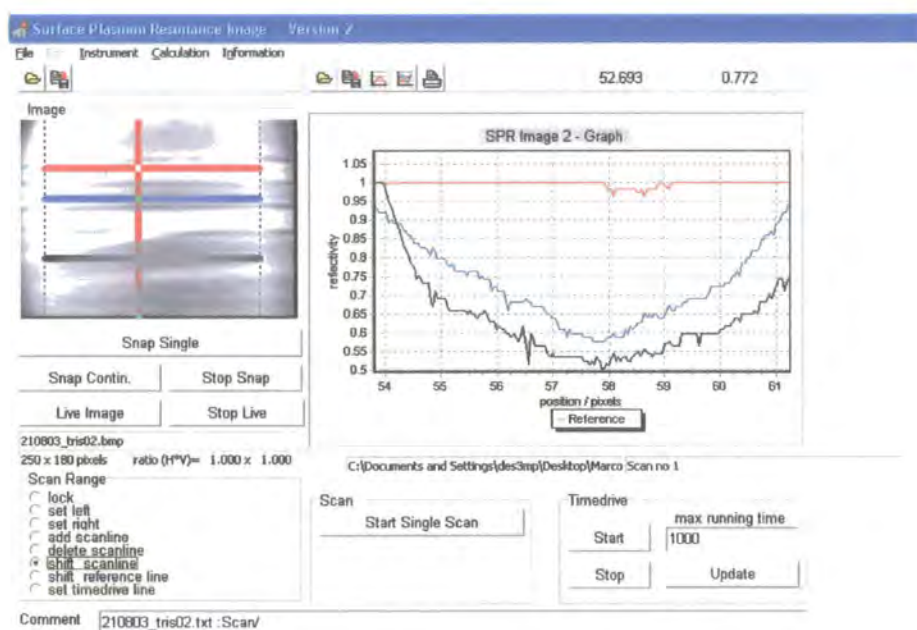 Surface Plasmon Resonance Image Version 2
File Instrument Calculation Information
52.693 0.772
Image
SPR Image 2 - Graph
1.05
1
0.95
0.9
0.85
0.8
0.75
0.7
0.65
0.6
0.55
0.5
reflectivity
54 55 56 57 58 59 60 61
position / pixels
Reference
Snap Single
Snap Contin. Stop Snap
Live Image Stop Live
210803_tris02.bmp
250 x 180 pixels ratio (H*V)= 1.000 x 1.000
C:\Documents and Settings\des3mp\Desktop\Marco Scan no 1
Scan Range
lock
set left
set right
add scanline
delete scanline
shift scanline
shift reference line
set timedrive line
Scan
Start Single Scan
Timedrive
max running time
Start 1000
Stop Update
Comment 210803_tris02.txt :Scan/